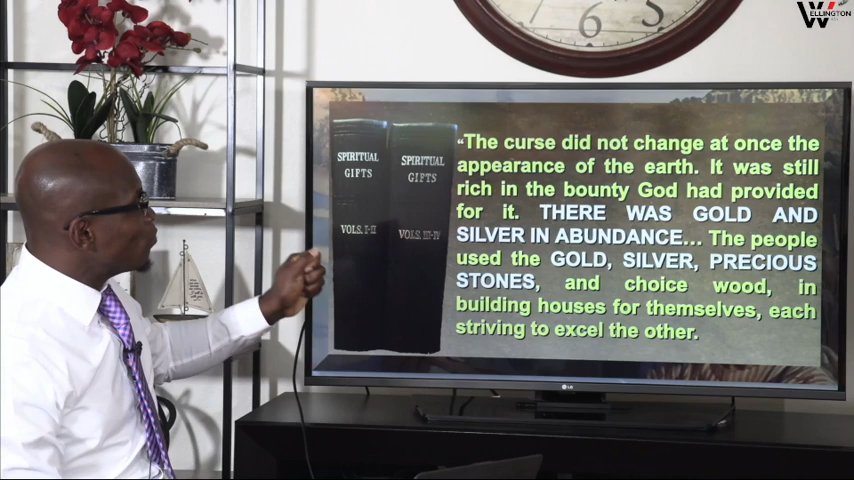 WELLINGTON
6
5
SPIRITUAL
GIFTS
VOLS. I-II
SPIRITUAL
GIFTS
VOLS. III-IV
“The curse did not change at once the
appearance of the earth. It was still
rich in the bounty God had provided
for it. THERE WAS GOLD AND
SILVER IN ABUNDANCE... The people
used the GOLD, SILVER, PRECIOUS
STONES, and choice wood, in
building houses for themselves, each
striving to excel the other.
LG